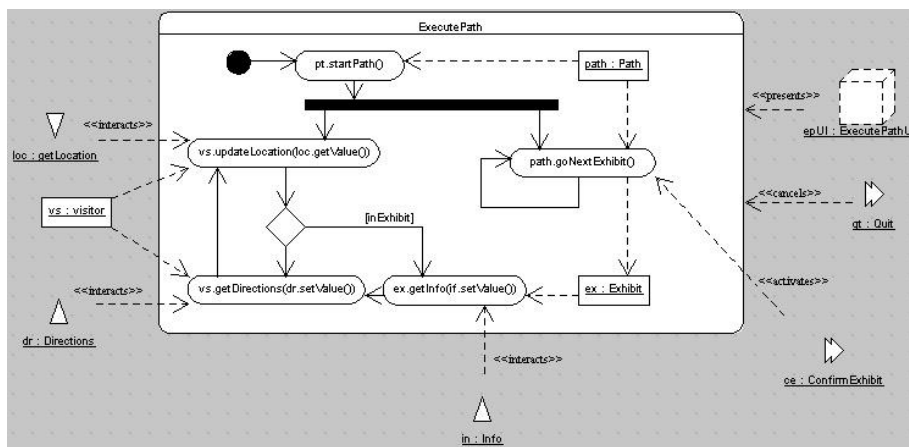 ExecutePath
pt.startPath()
path : Path
<<presents>>
epUI : ExecutePathU
<<interacts>>
loc : getLocation
vs.updateLocation(loc.getValue())
path.goNextExhibit()
<<cancels>>
vs : visitor
[inExhibit]
qt : Quit
<<interacts>>
vs.getDirections(dr.setValue())
ex.getInfo(if.setValue())
ex : Exhibit
<<activates>>
dr : Directions
<<interacts>>
ce : ConfirmExhibit
in : Info